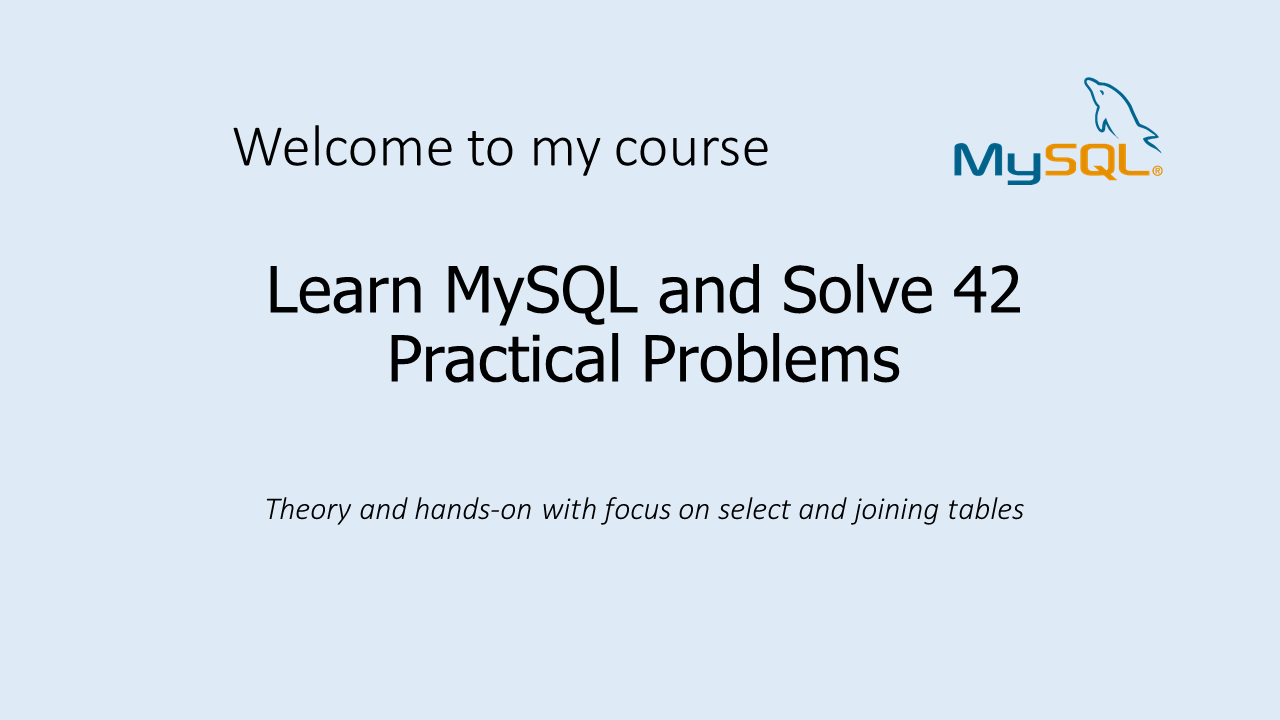 Welcome to my course
MySQL®
Learn MySQL and Solve 42
Practical Problems
Theory and hands-on with focus on select and joining tables